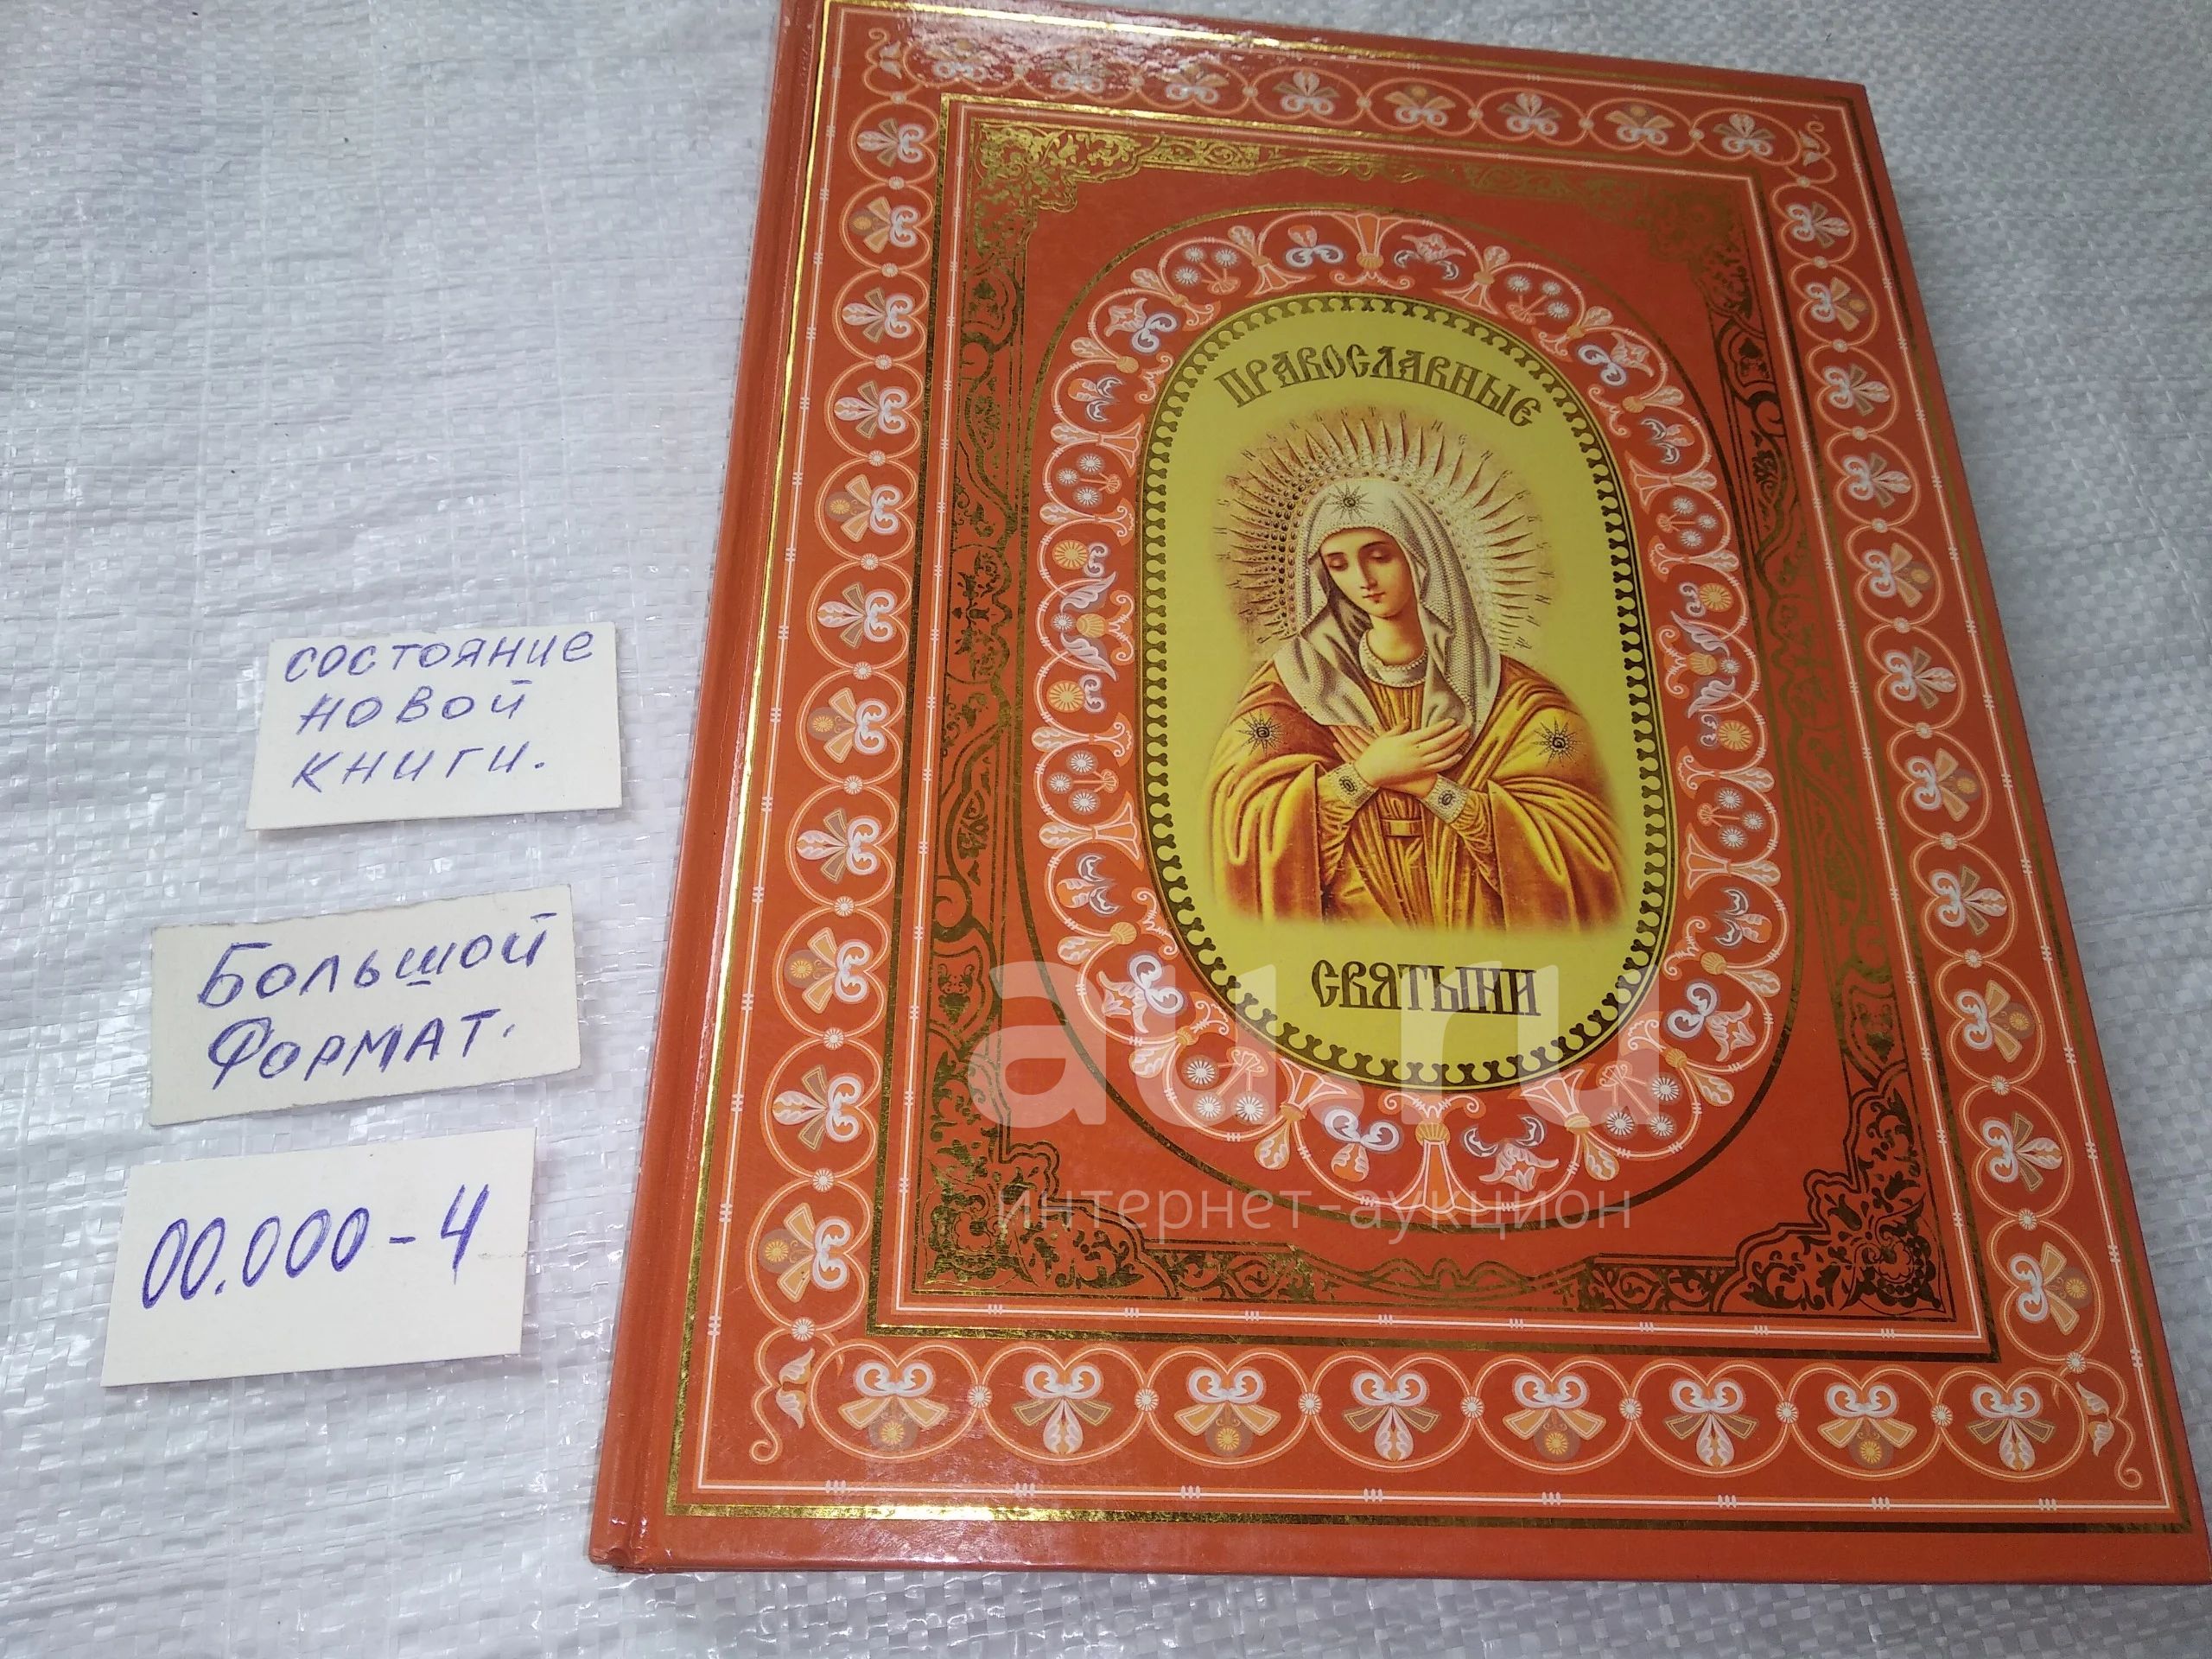 состояние
новой
книги.
Большой
Формат.
00.000-4
ПРАВОСЛАВНЫЕ
СВЯТЫНИ
au.ru
интернет-аукцион